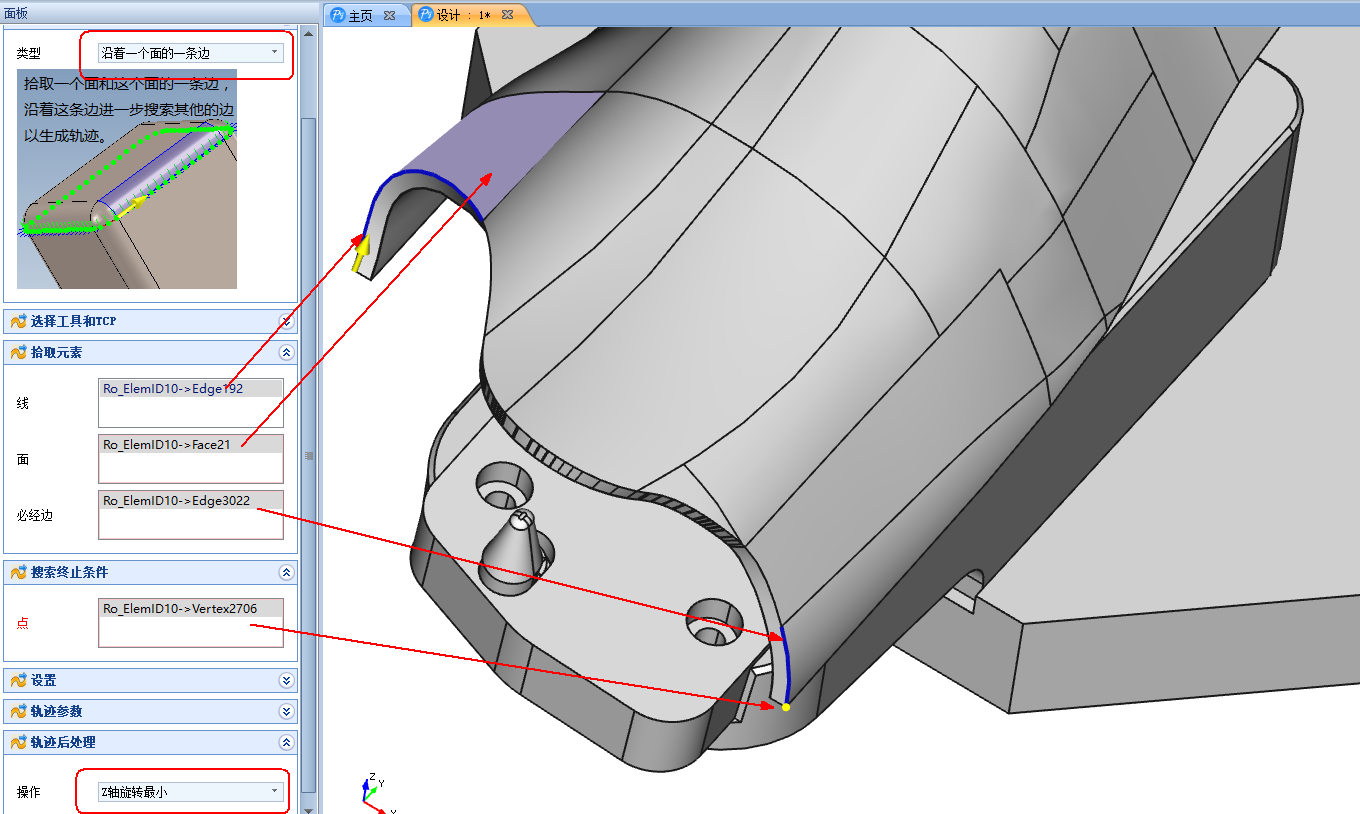 面板
主页
设计 : 1*
类型
沿着一个面的一条边
拾取一个面和这个面的一条边，
沿着这条边进一步搜索其他的边
以生成轨迹。
选择工具和TCP
拾取元素
线
Ro_ElemID10->Edge192
面
Ro_ElemID10->Face21
必经边
Ro_ElemID10->Edge3022
搜索终止条件
点
Ro_ElemID10->Vertex2706
设置
轨迹参数
轨迹后处理
操作
Z轴旋转最小
Z
Y
X